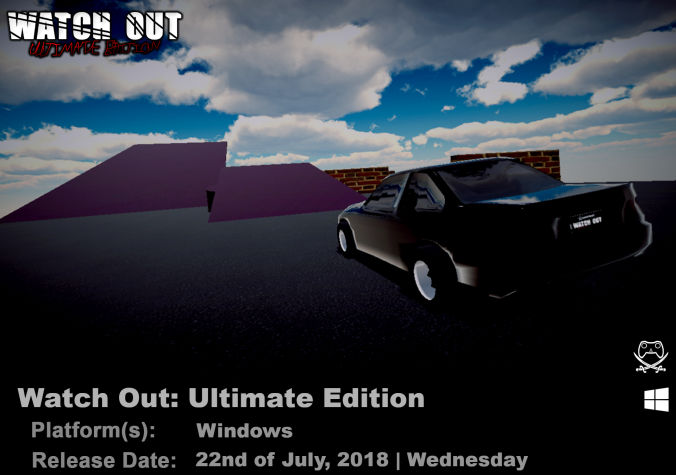 WATCH OUT
ULTIMATE EDITION
WATCH OUT
Watch Out: Ultimate Edition
Platform(s): Windows
Release Date: 22nd of July, 2018 | Wednesday